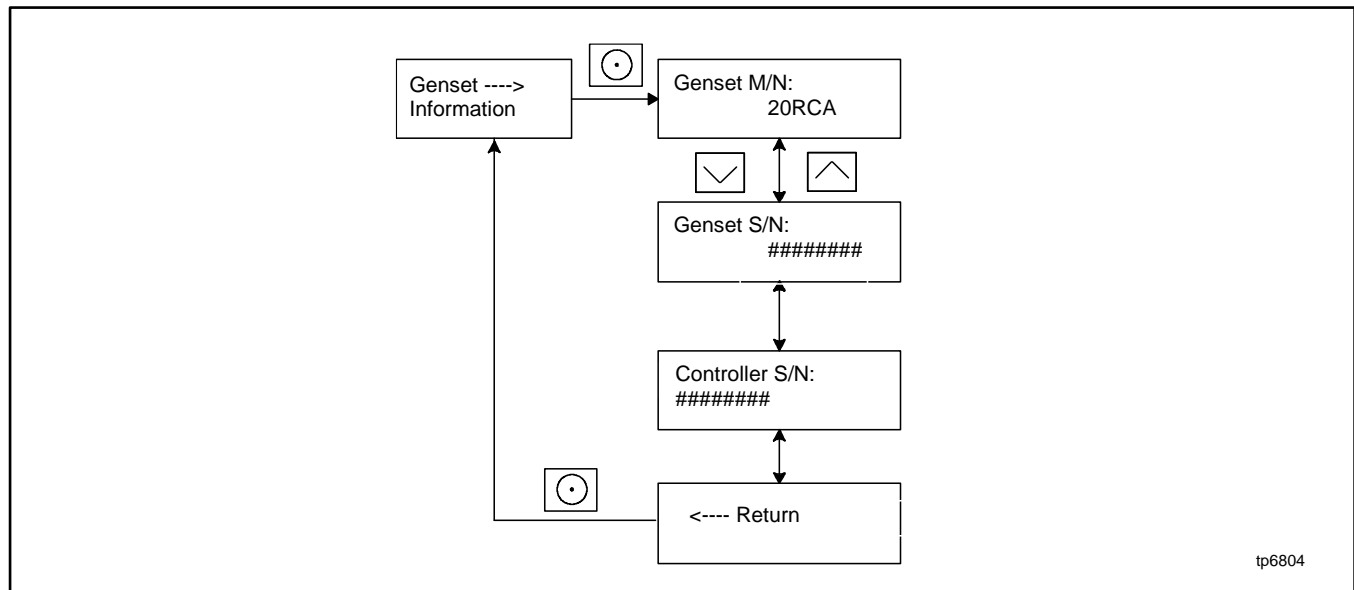 Genset ---->
Information
Genset M/N:
20RCA
Genset S/N:
########
Controller S/N:
########
<---- Return
tp6804